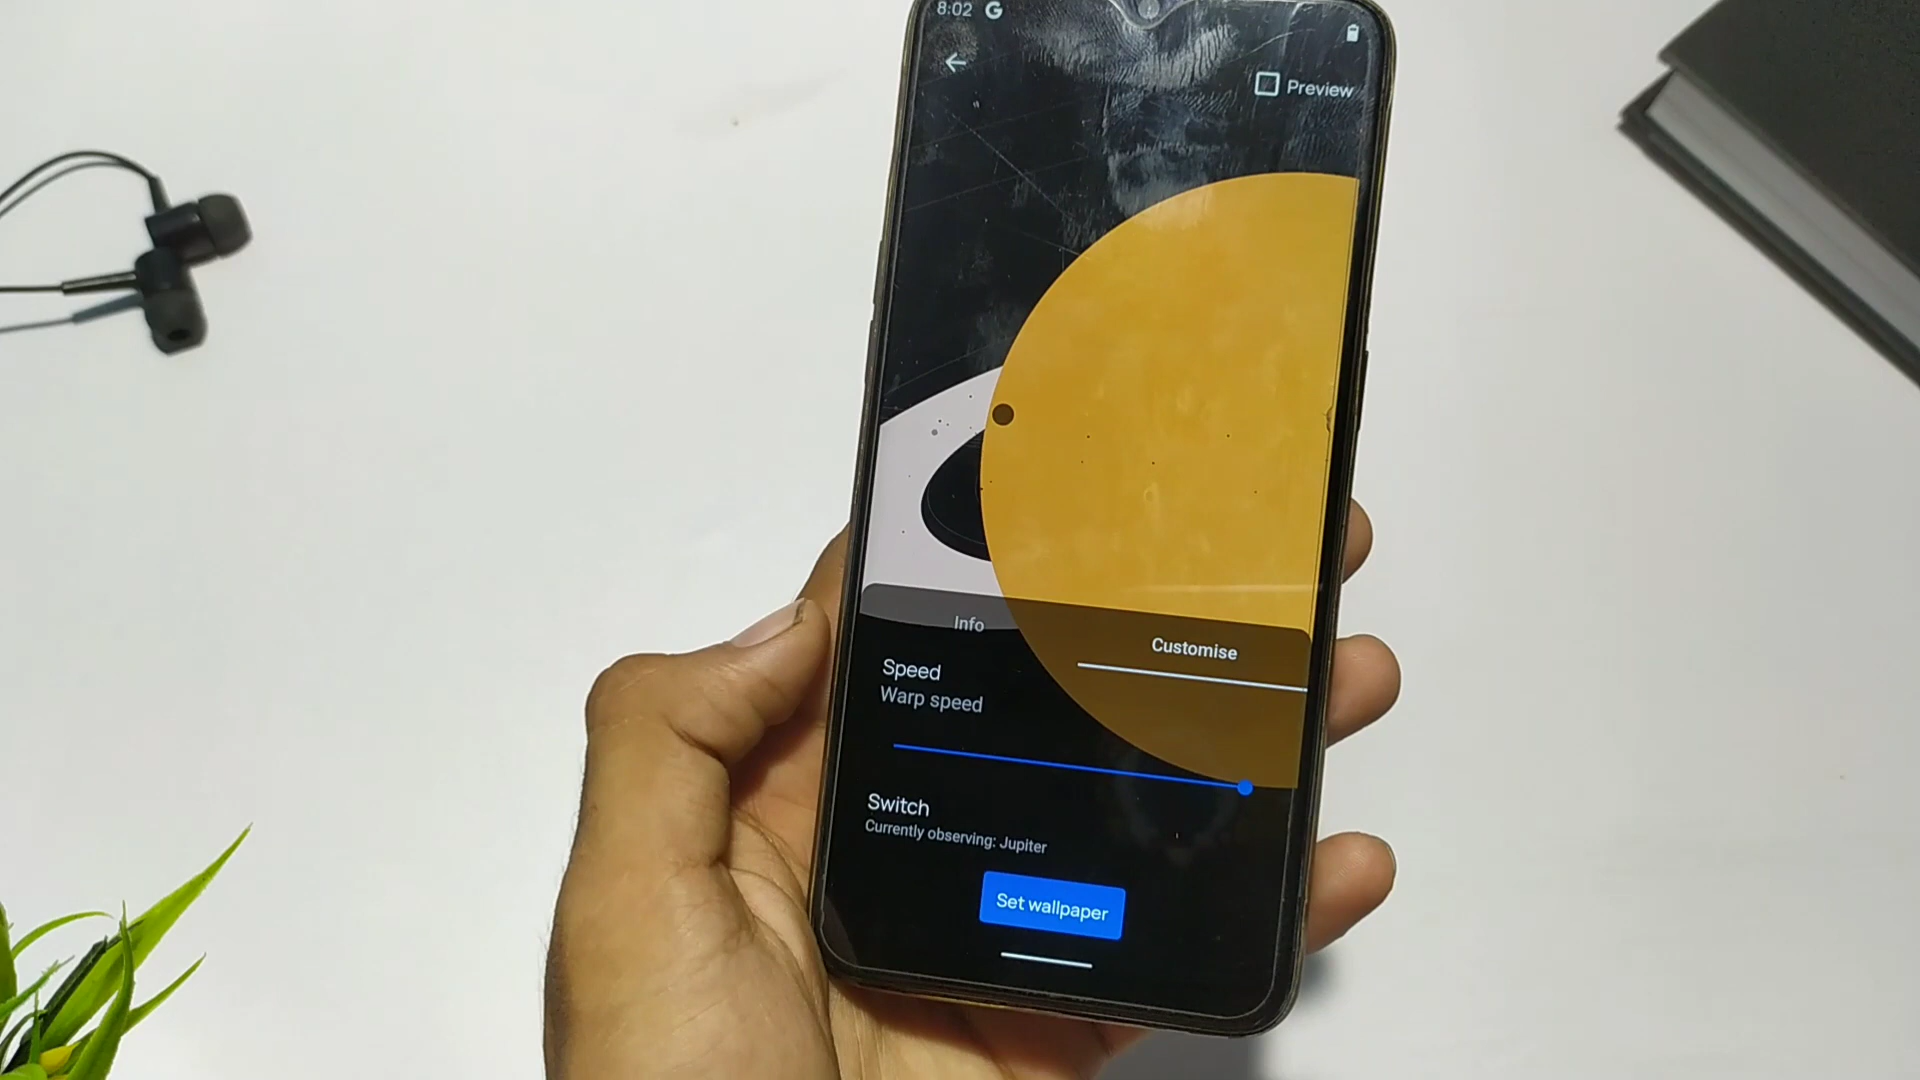 8:02 G
Preview
Info
Customise
Speed
Warp speed
Switch
Currently observing: Jupiter
Set wallpaper